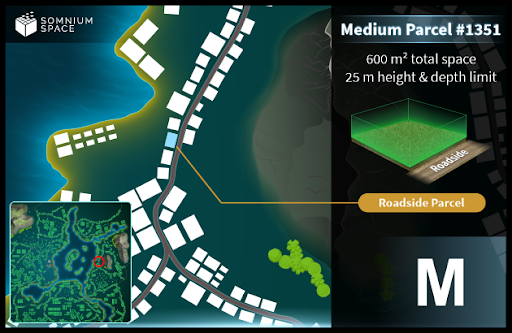 SOMNIUM
SPACE
Medium Parcel #1351
600 m² total space
25 m height & depth limit
Roadside
Roadside Parcel
M